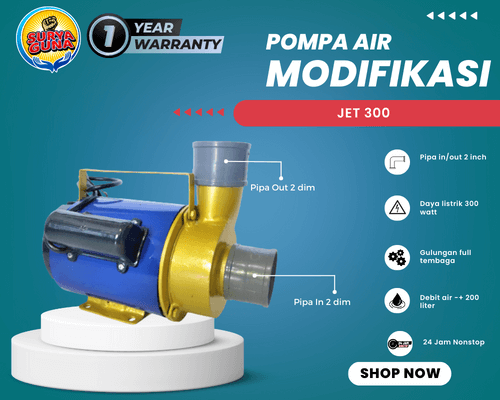 SURYA
GUNA
1 YEAR
WARRANTY
POMPA AIR
MODIFIKASI
JET 300
Pipa Out 2 dim
Pipa In 2 dim
Pipa in/out 2 inch
Daya listrik 300
watt
Gulungan full
tembaga
Debit air -+ 200
liter
24 Jam Nonstop
SHOP NOW